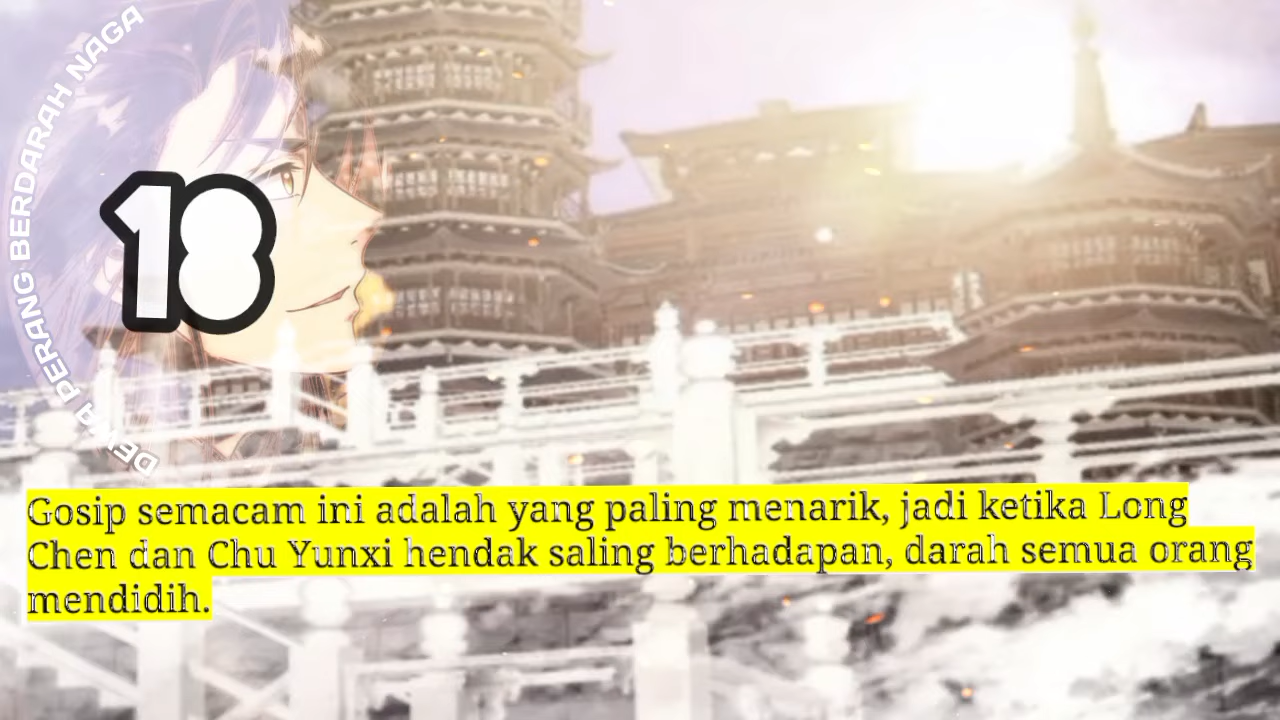 DEWA PERANG BERDARAH NAGA
18
Gosip semacam ini adalah yang paling menarik, jadi ketika Long
Chen dan Chu Yunxi hendak saling berhadapan, darah semua orang
mendidih.